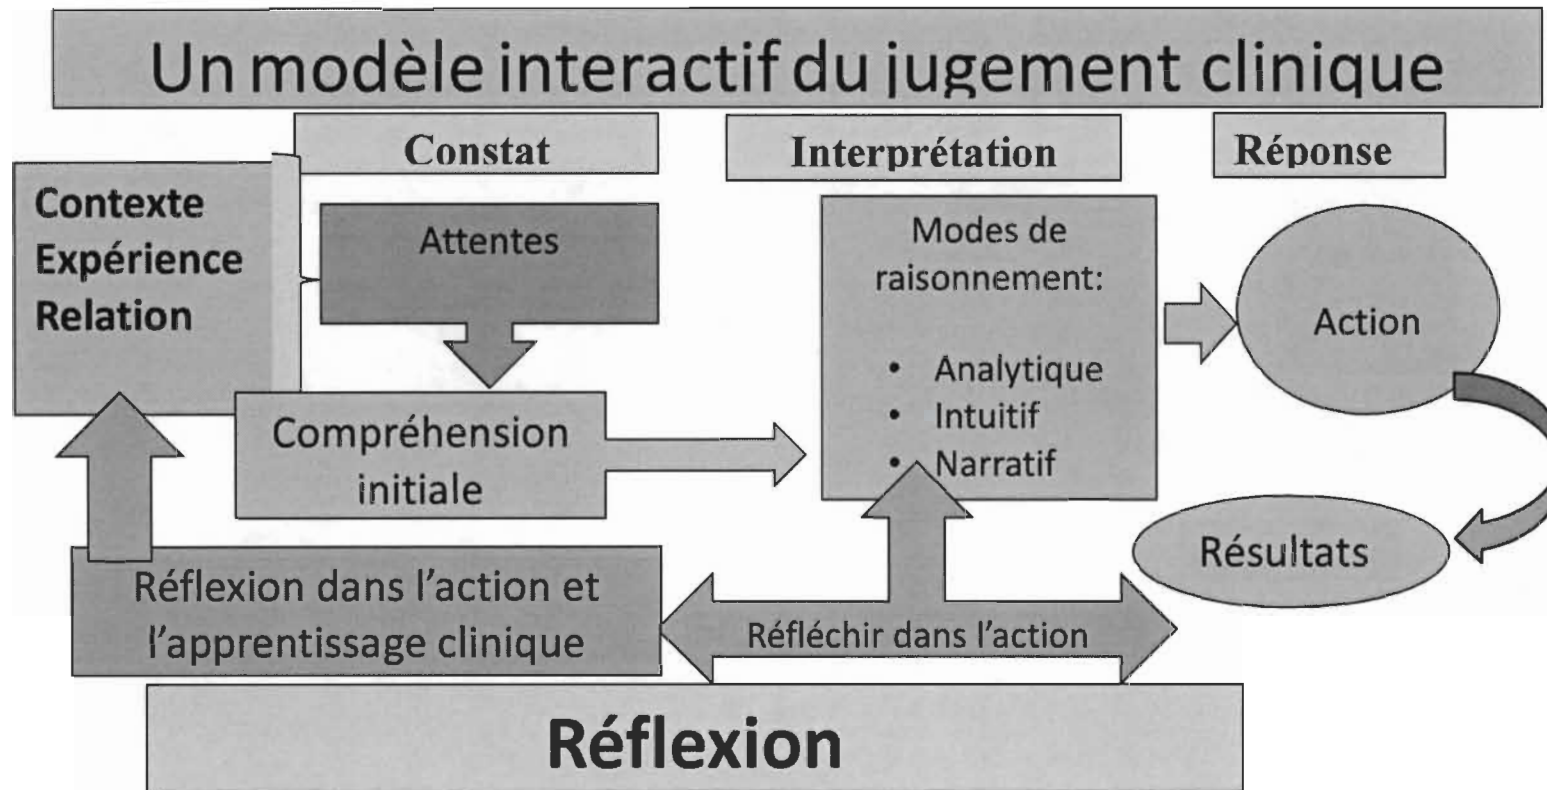 Un modèle interactif du jugement clinique
Constat
Interprétation
Réponse
Contexte
Expérience
Relation
Attentes
Compréhension
initiale
Modes de
raisonnement:
• Analytique
• Intuitif
• Narratif
Action
Résultats
Réflexion dans l'action et
l'apprentissage clinique
Réfléchir dans l'action
Réflexion